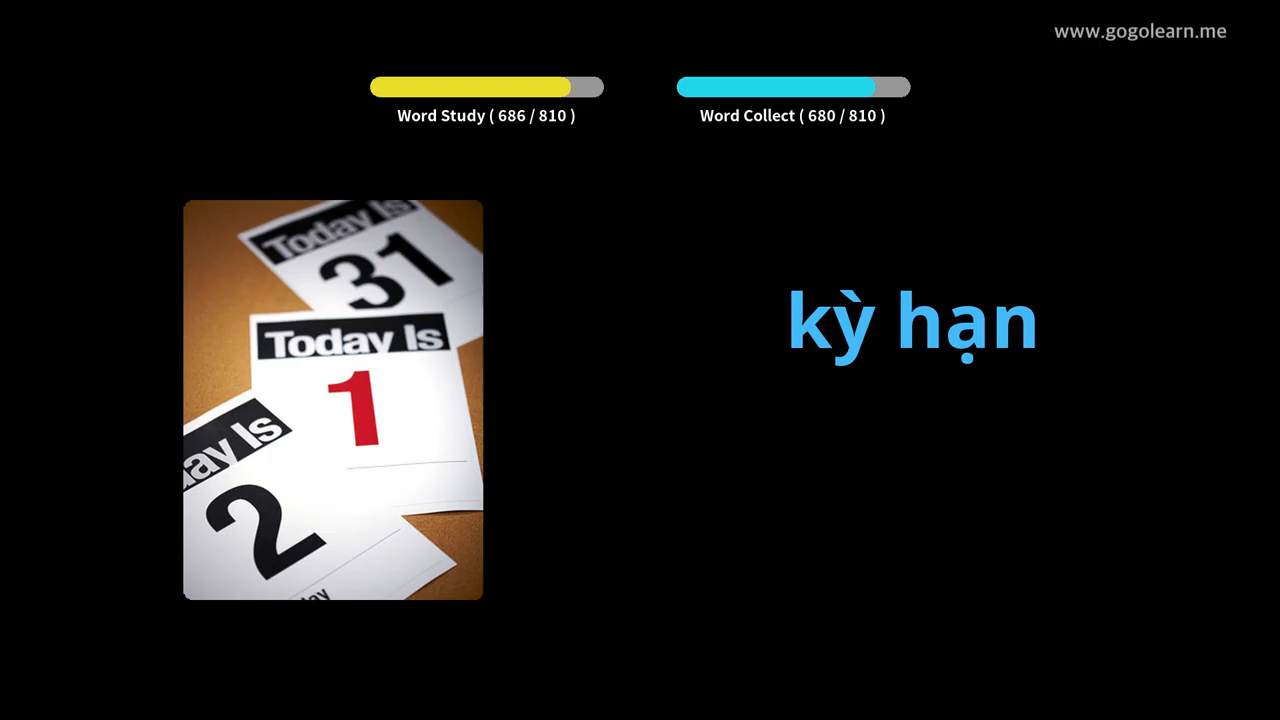 www.gogolearn.me
Word Study ( 686 / 810 )
Word Collect ( 680 / 810 )
Today Is
31
Today Is
1
ay Is
2
kỳ hạn